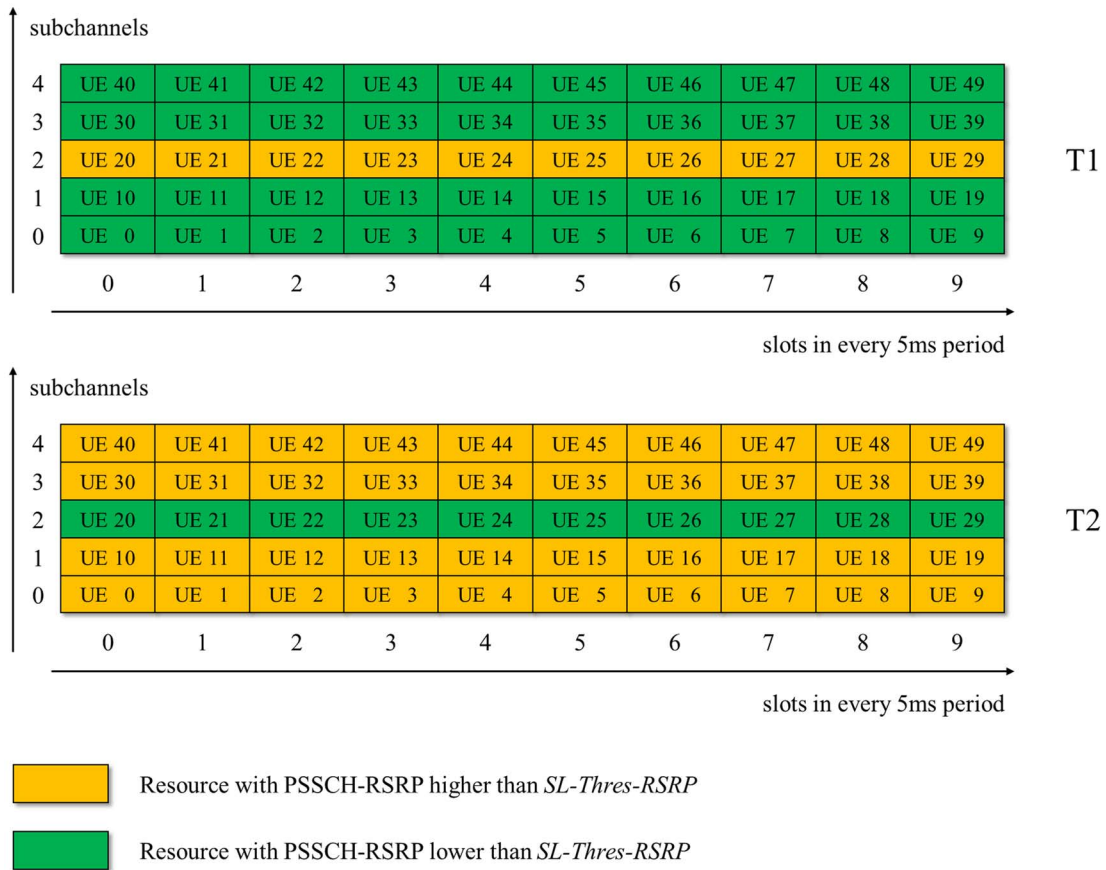 subchannels
4 UE 40 UE 41 UE 42 UE 43 UE 44 UE 45 UE 46 UE 47 UE 48 UE 49
3 UE 30 UE 31 UE 32 UE 33 UE 34 UE 35 UE 36 UE 37 UE 38 UE 39
2 UE 20 UE 21 UE 22 UE 23 UE 24 UE 25 UE 26 UE 27 UE 28 UE 29 T1
1 UE 10 UE 11 UE 12 UE 13 UE 14 UE 15 UE 16 UE 17 UE 18 UE 19
0 UE 0 UE 1 UE 2 UE 3 UE 4 UE 5 UE 6 UE 7 UE 8 UE 9
0 1 2 3 4 5 6 7 8 9
slots in every 5ms period
subchannels
4 UE 40 UE 41 UE 42 UE 43 UE 44 UE 45 UE 46 UE 47 UE 48 UE 49
3 UE 30 UE 31 UE 32 UE 33 UE 34 UE 35 UE 36 UE 37 UE 38 UE 39
2 UE 20 UE 21 UE 22 UE 23 UE 24 UE 25 UE 26 UE 27 UE 28 UE 29 T2
1 UE 10 UE 11 UE 12 UE 13 UE 14 UE 15 UE 16 UE 17 UE 18 UE 19
0 UE 0 UE 1 UE 2 UE 3 UE 4 UE 5 UE 6 UE 7 UE 8 UE 9
0 1 2 3 4 5 6 7 8 9
slots in every 5ms period
Resource with PSSCH-RSRP higher than SL-Thres-RSRP
Resource with PSSCH-RSRP lower than SL-Thres-RSRP